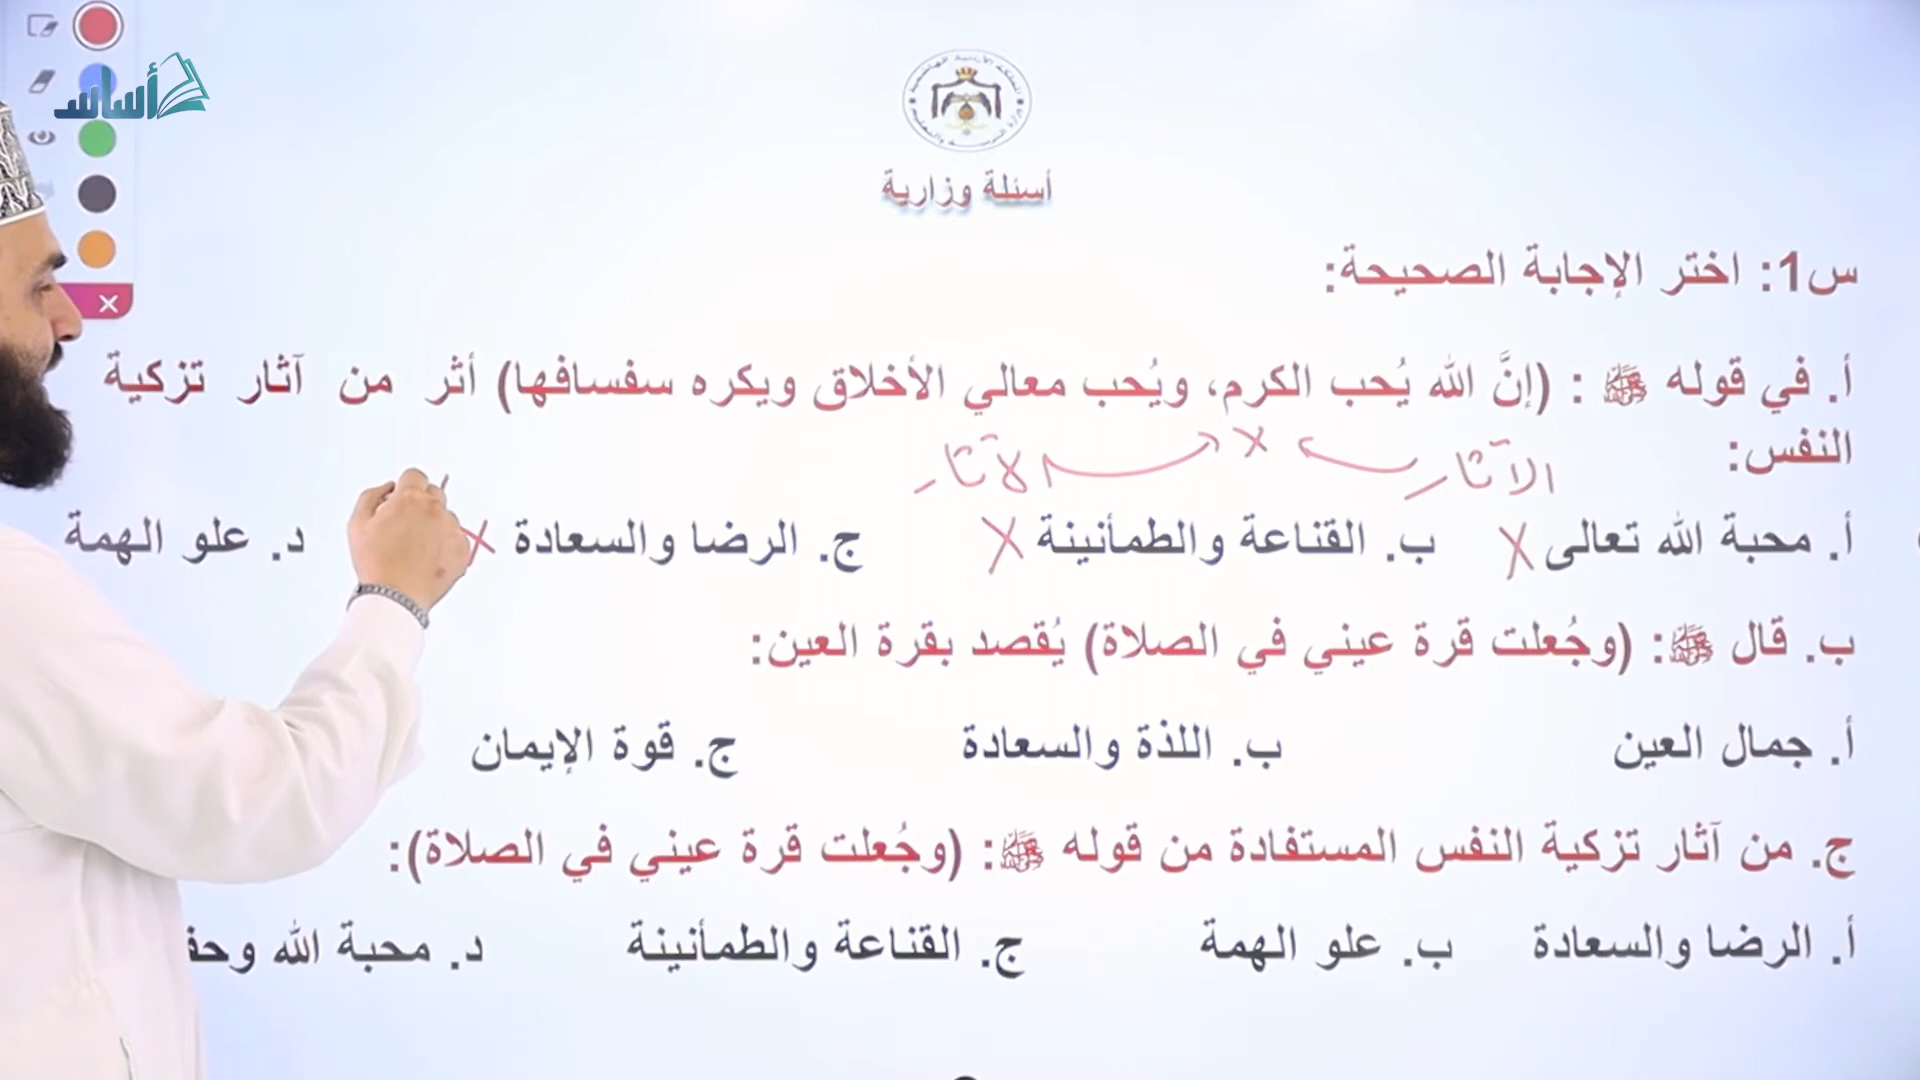 أساس
أسئلة وزارية
س1: اختر الإجابة الصحيحة:
أ. في قوله ﷺ : (إنَّ الله يُحب الكرم، ويُحب معالي الأخلاق ويكره سفسافها) أثر من آثار تزكية
النفس:
الآثار X الآثار
أ. محبة الله تعالى X ب. القناعة والطمأنينة X ج. الرضا والسعادة X د. علو الهمة
ب. قال ﷺ: (وجُعلت قرة عيني في الصلاة) يُقصد بقرة العين:
أ. جمال العين ب. اللذة والسعادة ج. قوة الإيمان
ج. من آثار تزكية النفس المستفادة من قوله ﷺ: (وجُعلت قرة عيني في الصلاة):
أ. الرضا والسعادة ب. علو الهمة ج. القناعة والطمأنينة د. محبة الله